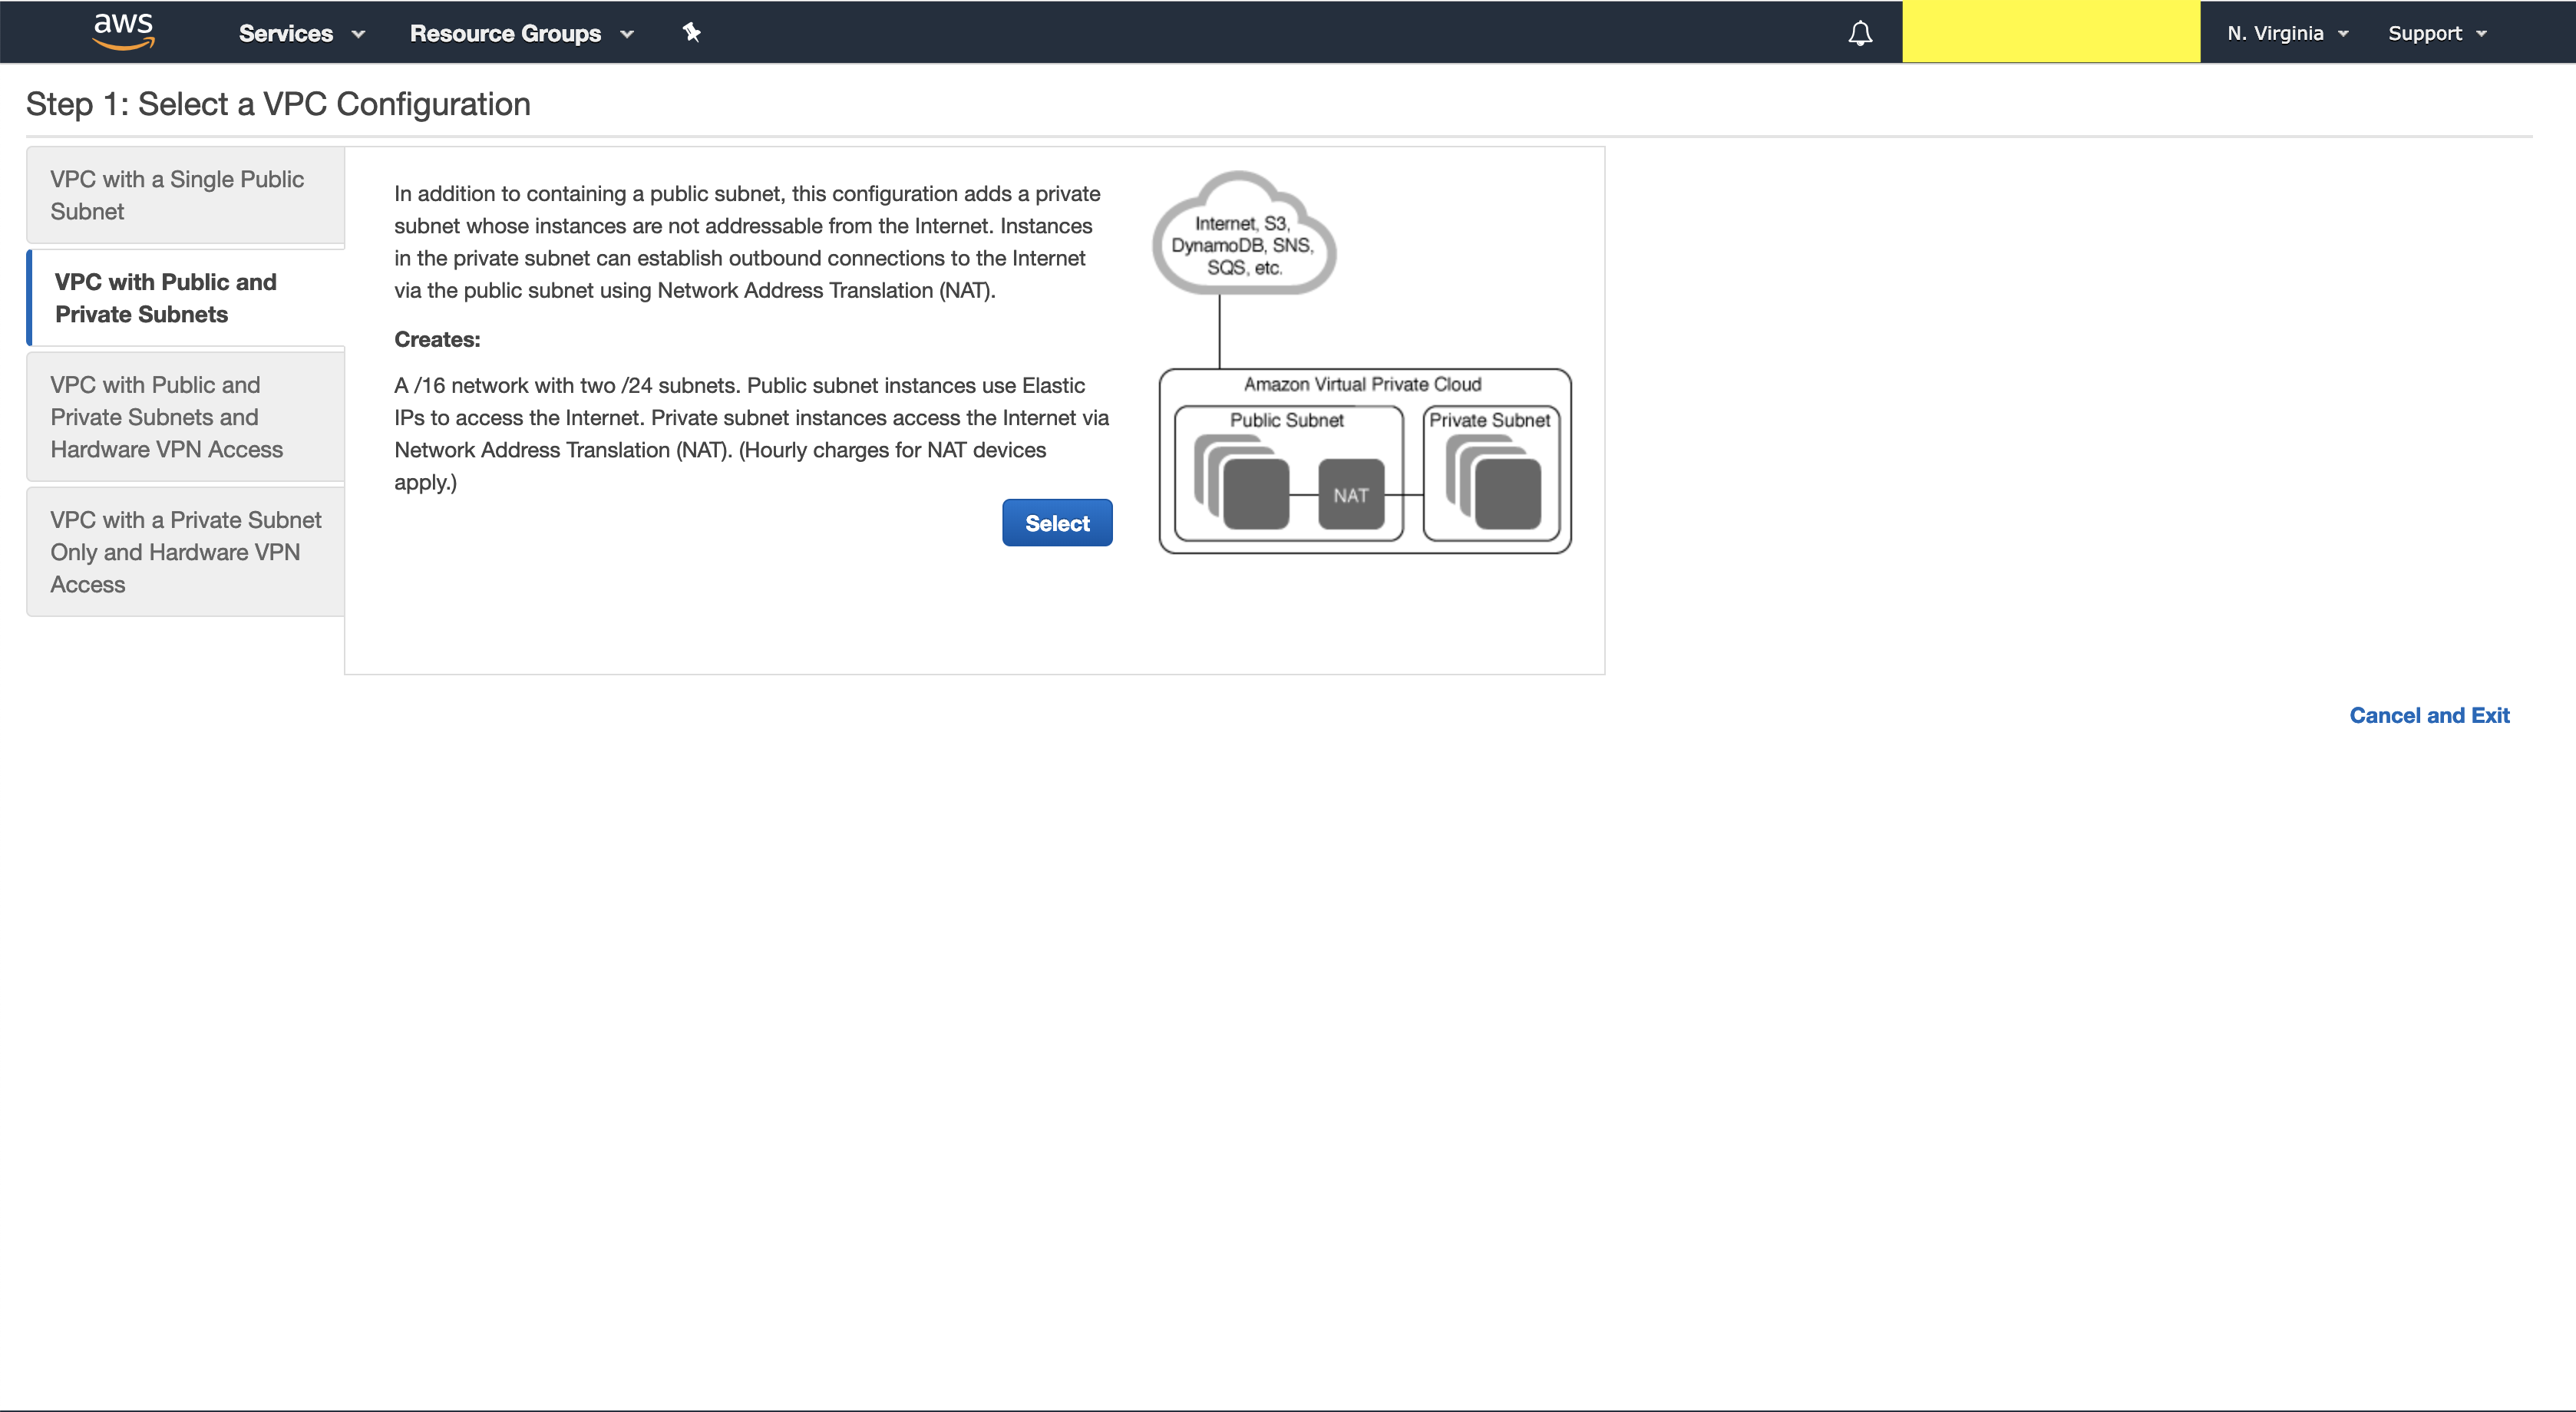 aws
Services
Resource Groups
N. Virginia
Support
Step 1: Select a VPC Configuration
VPC with a Single Public
Subnet
VPC with Public and
Private Subnets
VPC with Public and
Private Subnets and
Hardware VPN Access
VPC with a Private Subnet
Only and Hardware VPN
Access
In addition to containing a public subnet, this configuration adds a private
subnet whose instances are not addressable from the Internet. Instances
in the private subnet can establish outbound connections to the Internet
via the public subnet using Network Address Translation (NAT).
Creates:
A /16 network with two /24 subnets. Public subnet instances use Elastic
IPs to access the Internet. Private subnet instances access the Internet via
Network Address Translation (NAT). (Hourly charges for NAT devices
apply.)
Select
Internet, S3,
DynamoDB, SNS,
SQS, etc.
Amazon Virtual Private Cloud
Public Subnet
Private Subnet
NAT
Cancel and Exit